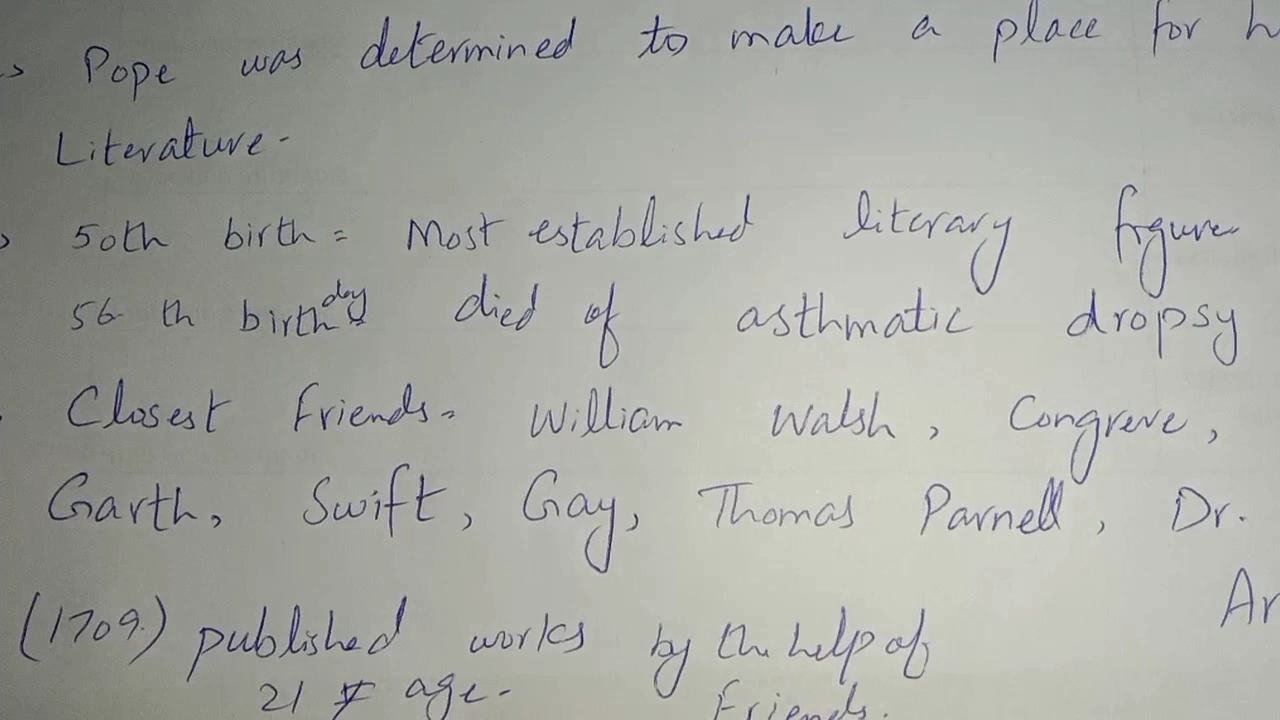 Pope was determined to make a place for h
Literature -
50th birth = Most established literary figure
56 th birthday died of asthmatic dropsy
Closest Friends = William Walsh, Congreve,
Garth, Swift, Gay, Thomas Parnell, Dr.
Ar
(1709) published works by the help of
21 age - Friends.